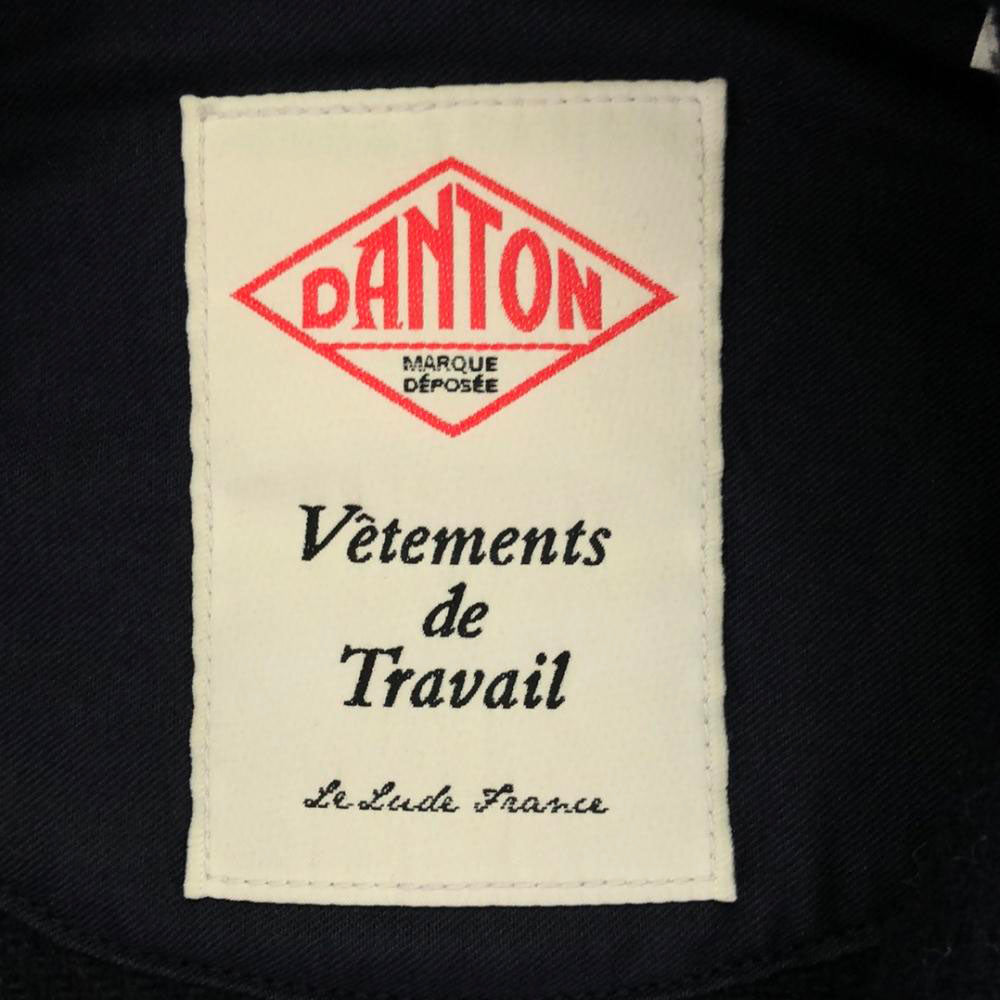 DANTON
MARQUE
DÉPOSÉE
Vêtements
de
Travail
Le Lude France